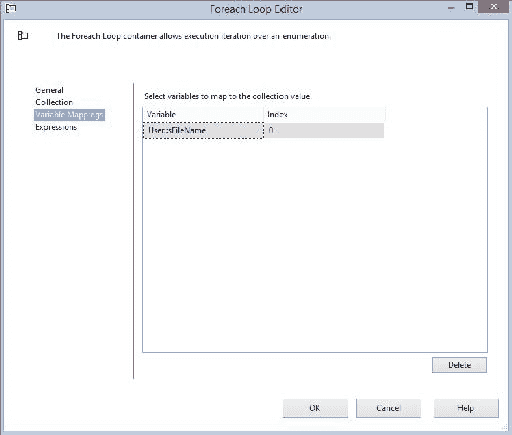 Foreach Loop Editor
The Foreach Loop container allows execution iteration over an enumeration.
General
Collection
Variable Mappings
Expressions
Select variables to map to the collection value.
Variable Index
User::sFileName 0
Delete
OK Cancel Help